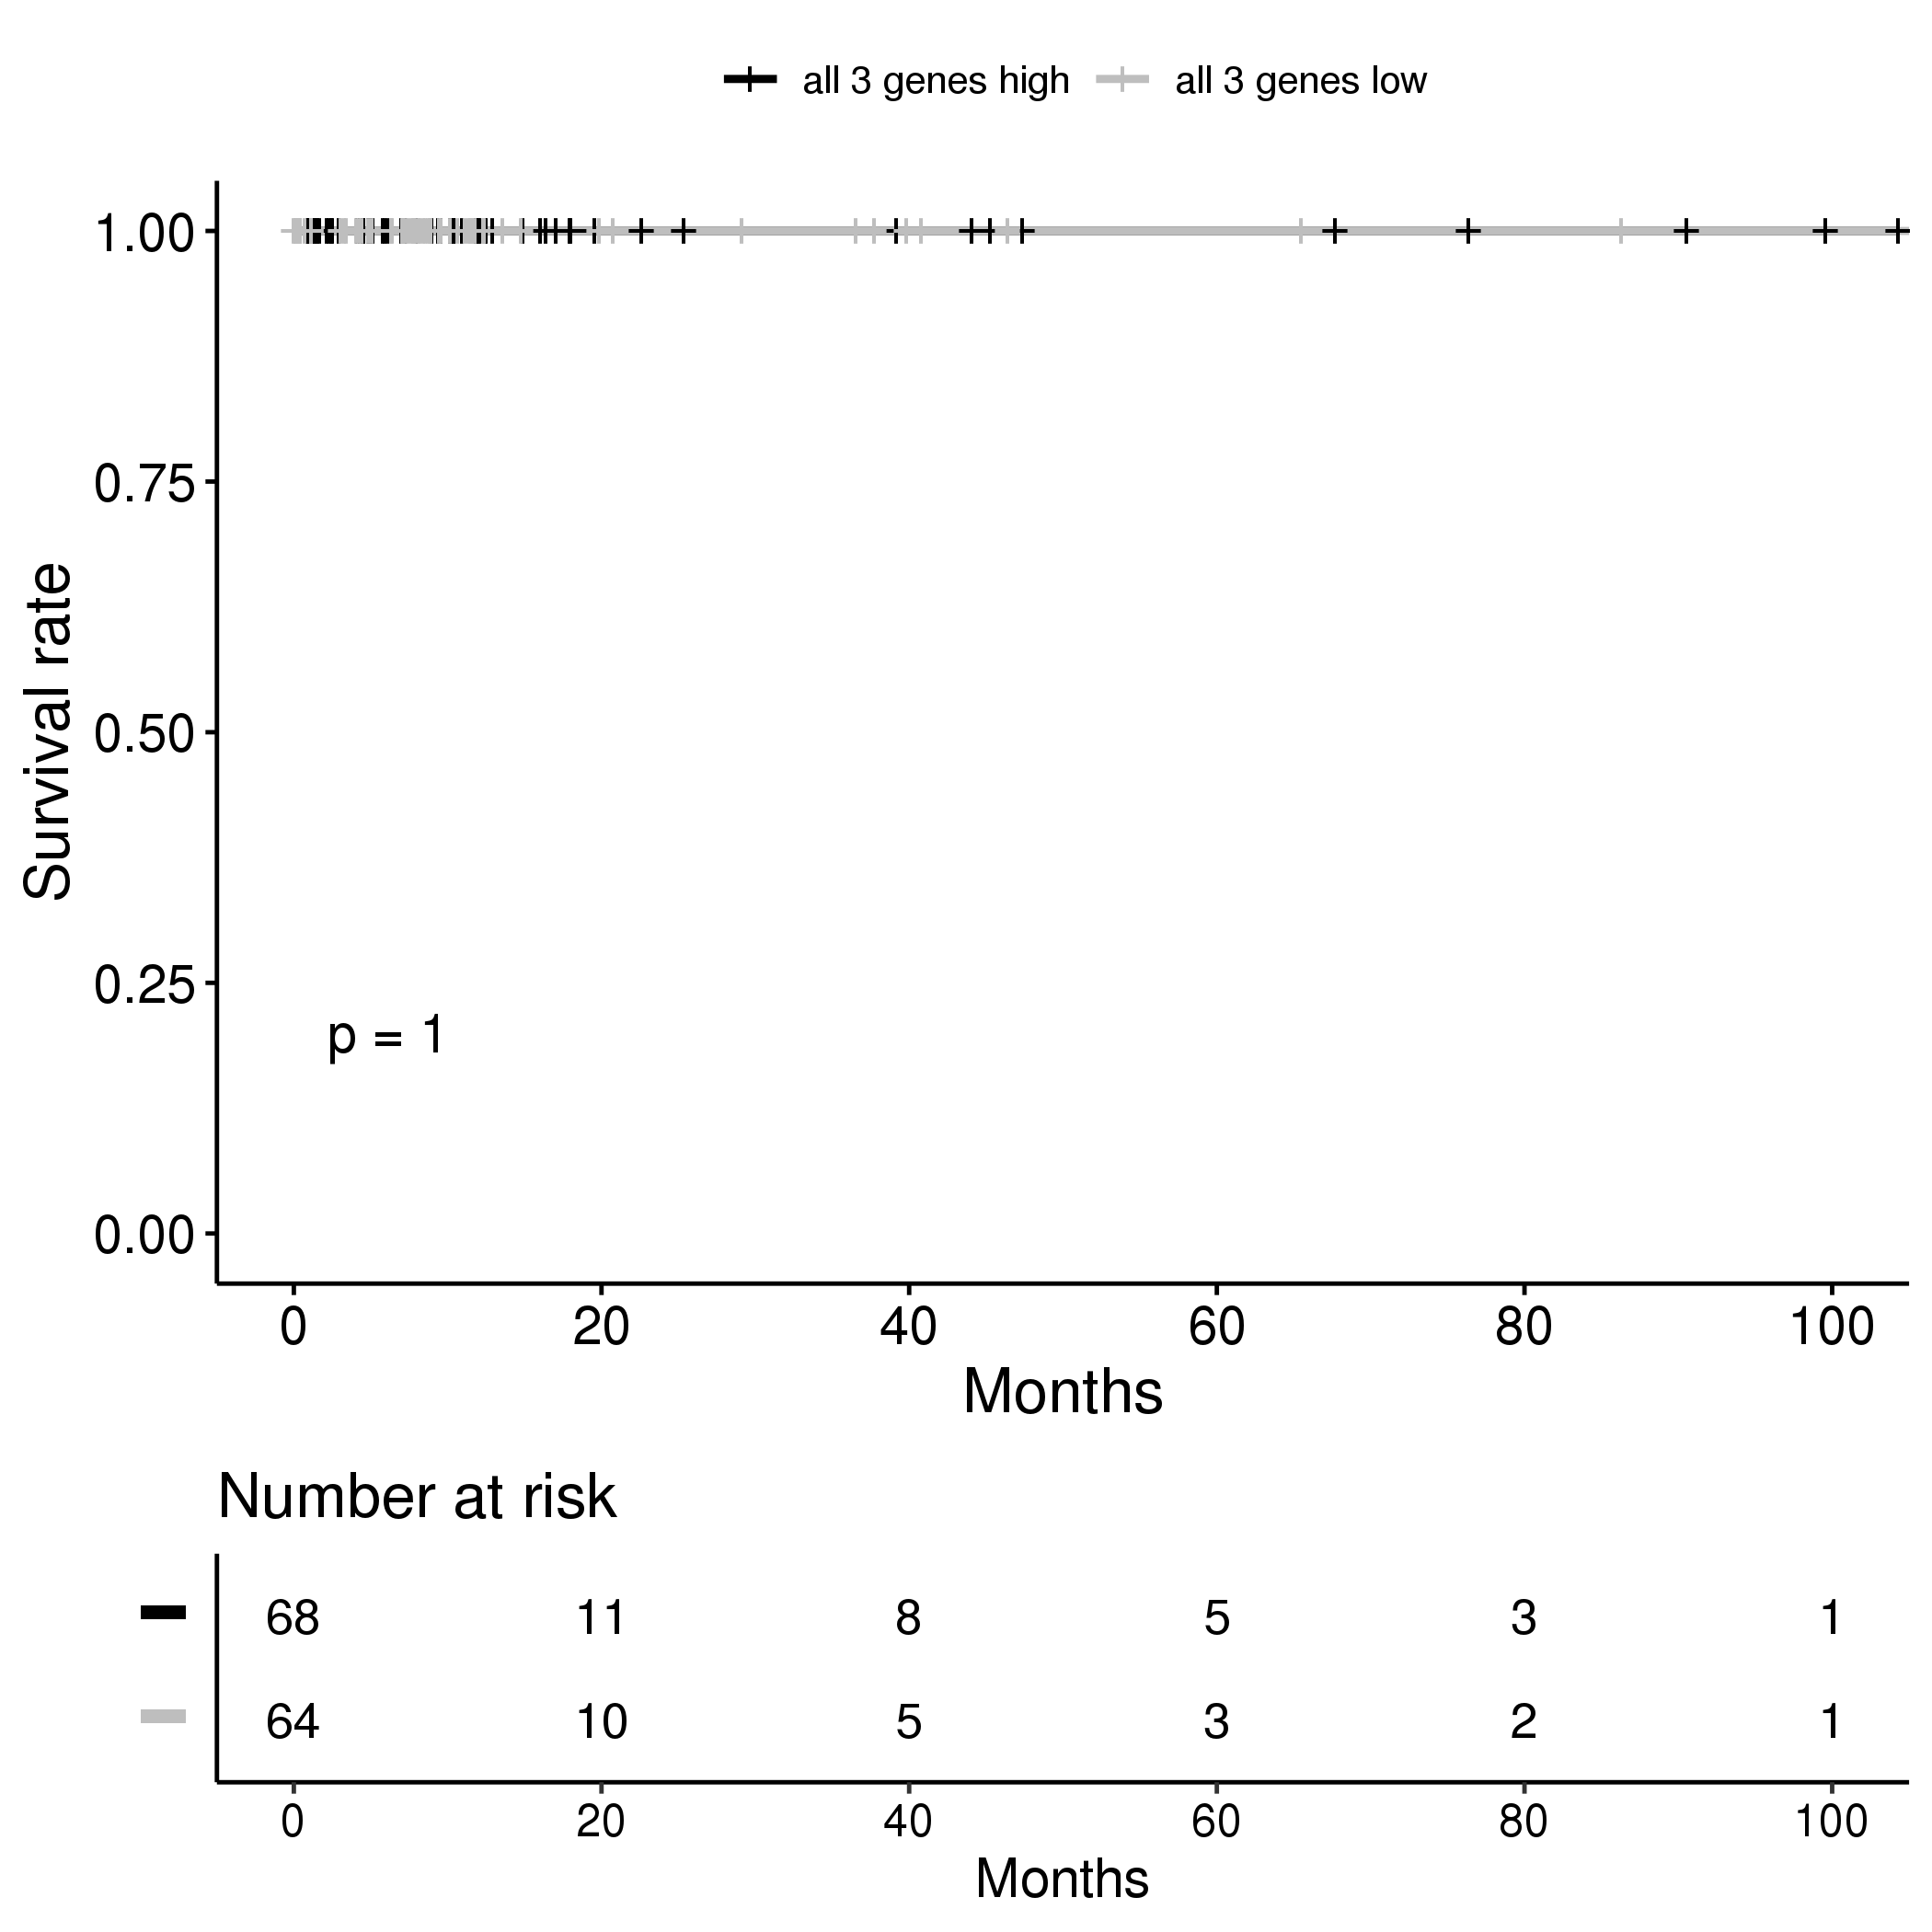 all 3 genes high all 3 genes low
1.00
0.75
0.50
0.25
0.00
Survival rate
p = 1
0 20 40 60 80 100
Months
Number at risk
68 11 8 5 3 1
64 10 5 3 2 1
0 20 40 60 80 100
Months